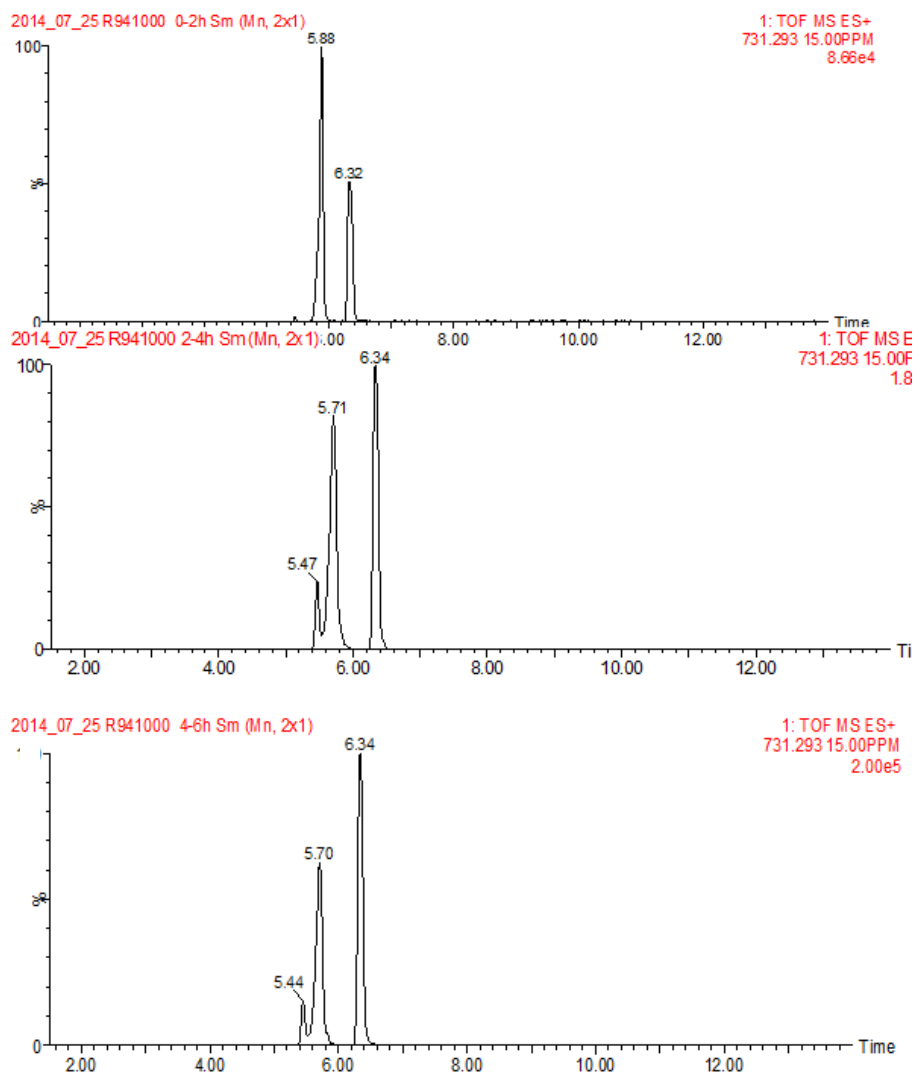 2014_07_25 R941000 0-2h Sm (Mn, 2x1)
1: TOF MS ES+
731.293 15.00PPM
8.66e4
5.88
100
6.32
%
0
8.00
10.00
12.00
Time
2014_07_25 R941000 2-4h Sm (Mn, 2x1)
1: TOF MS E
731.293 15.00P
1.8
6.34
100
5.71
%
5.47
0
2.00
4.00
6.00
8.00
10.00
12.00
Ti
2014_07_25 R941000 4-6h Sm (Mn, 2x1)
1: TOF MS ES+
731.293 15.00PPM
2.00e5
6.34
5.70
%
5.44
0
2.00
4.00
6.00
8.00
10.00
12.00
Time